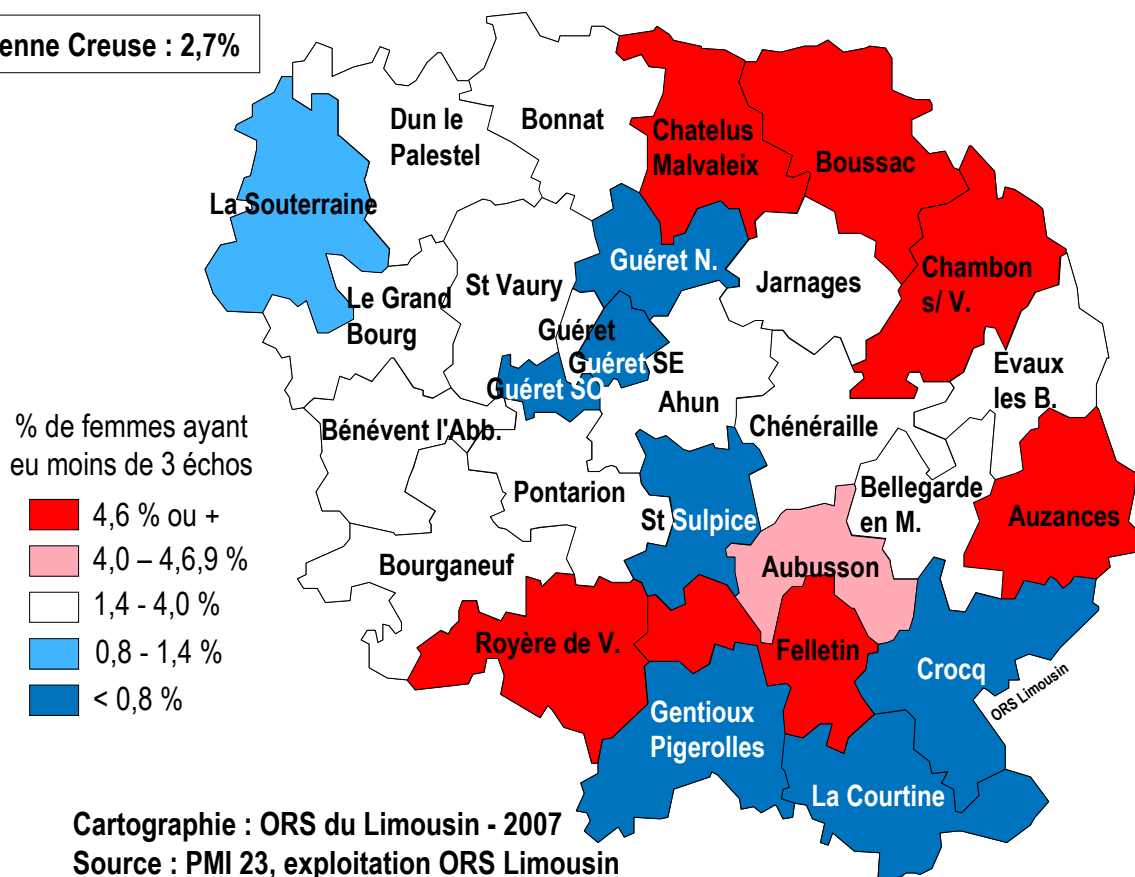 enne Creuse : 2,7%
Dun le
Palestel
Bonnat
Chatelus
Malvaleix
Boussac
La Souterraine
Guéret N.
Jarnages
Chambon
s/ V.
St Vaury
Le Grand
Bourg
Guéret
Guéret SE
Guéret SO
Ahun
Evaux
les B.
Chénéraille
Bénévent l'Abb.
Pontarion
St Sulpice
Bellegarde
en M.
Auzances
Bourganeuf
Aubusson
Royère de V.
Felletin
Crocq
Gentioux
Pigerolles
La Courtine
ORS Limousin
% de femmes ayant
eu moins de 3 échos
4,6 % ou +
4,0 – 4,6,9 %
1,4 - 4,0 %
0,8 - 1,4 %
< 0,8 %
Cartographie : ORS du Limousin - 2007
Source : PMI 23, exploitation ORS Limousin